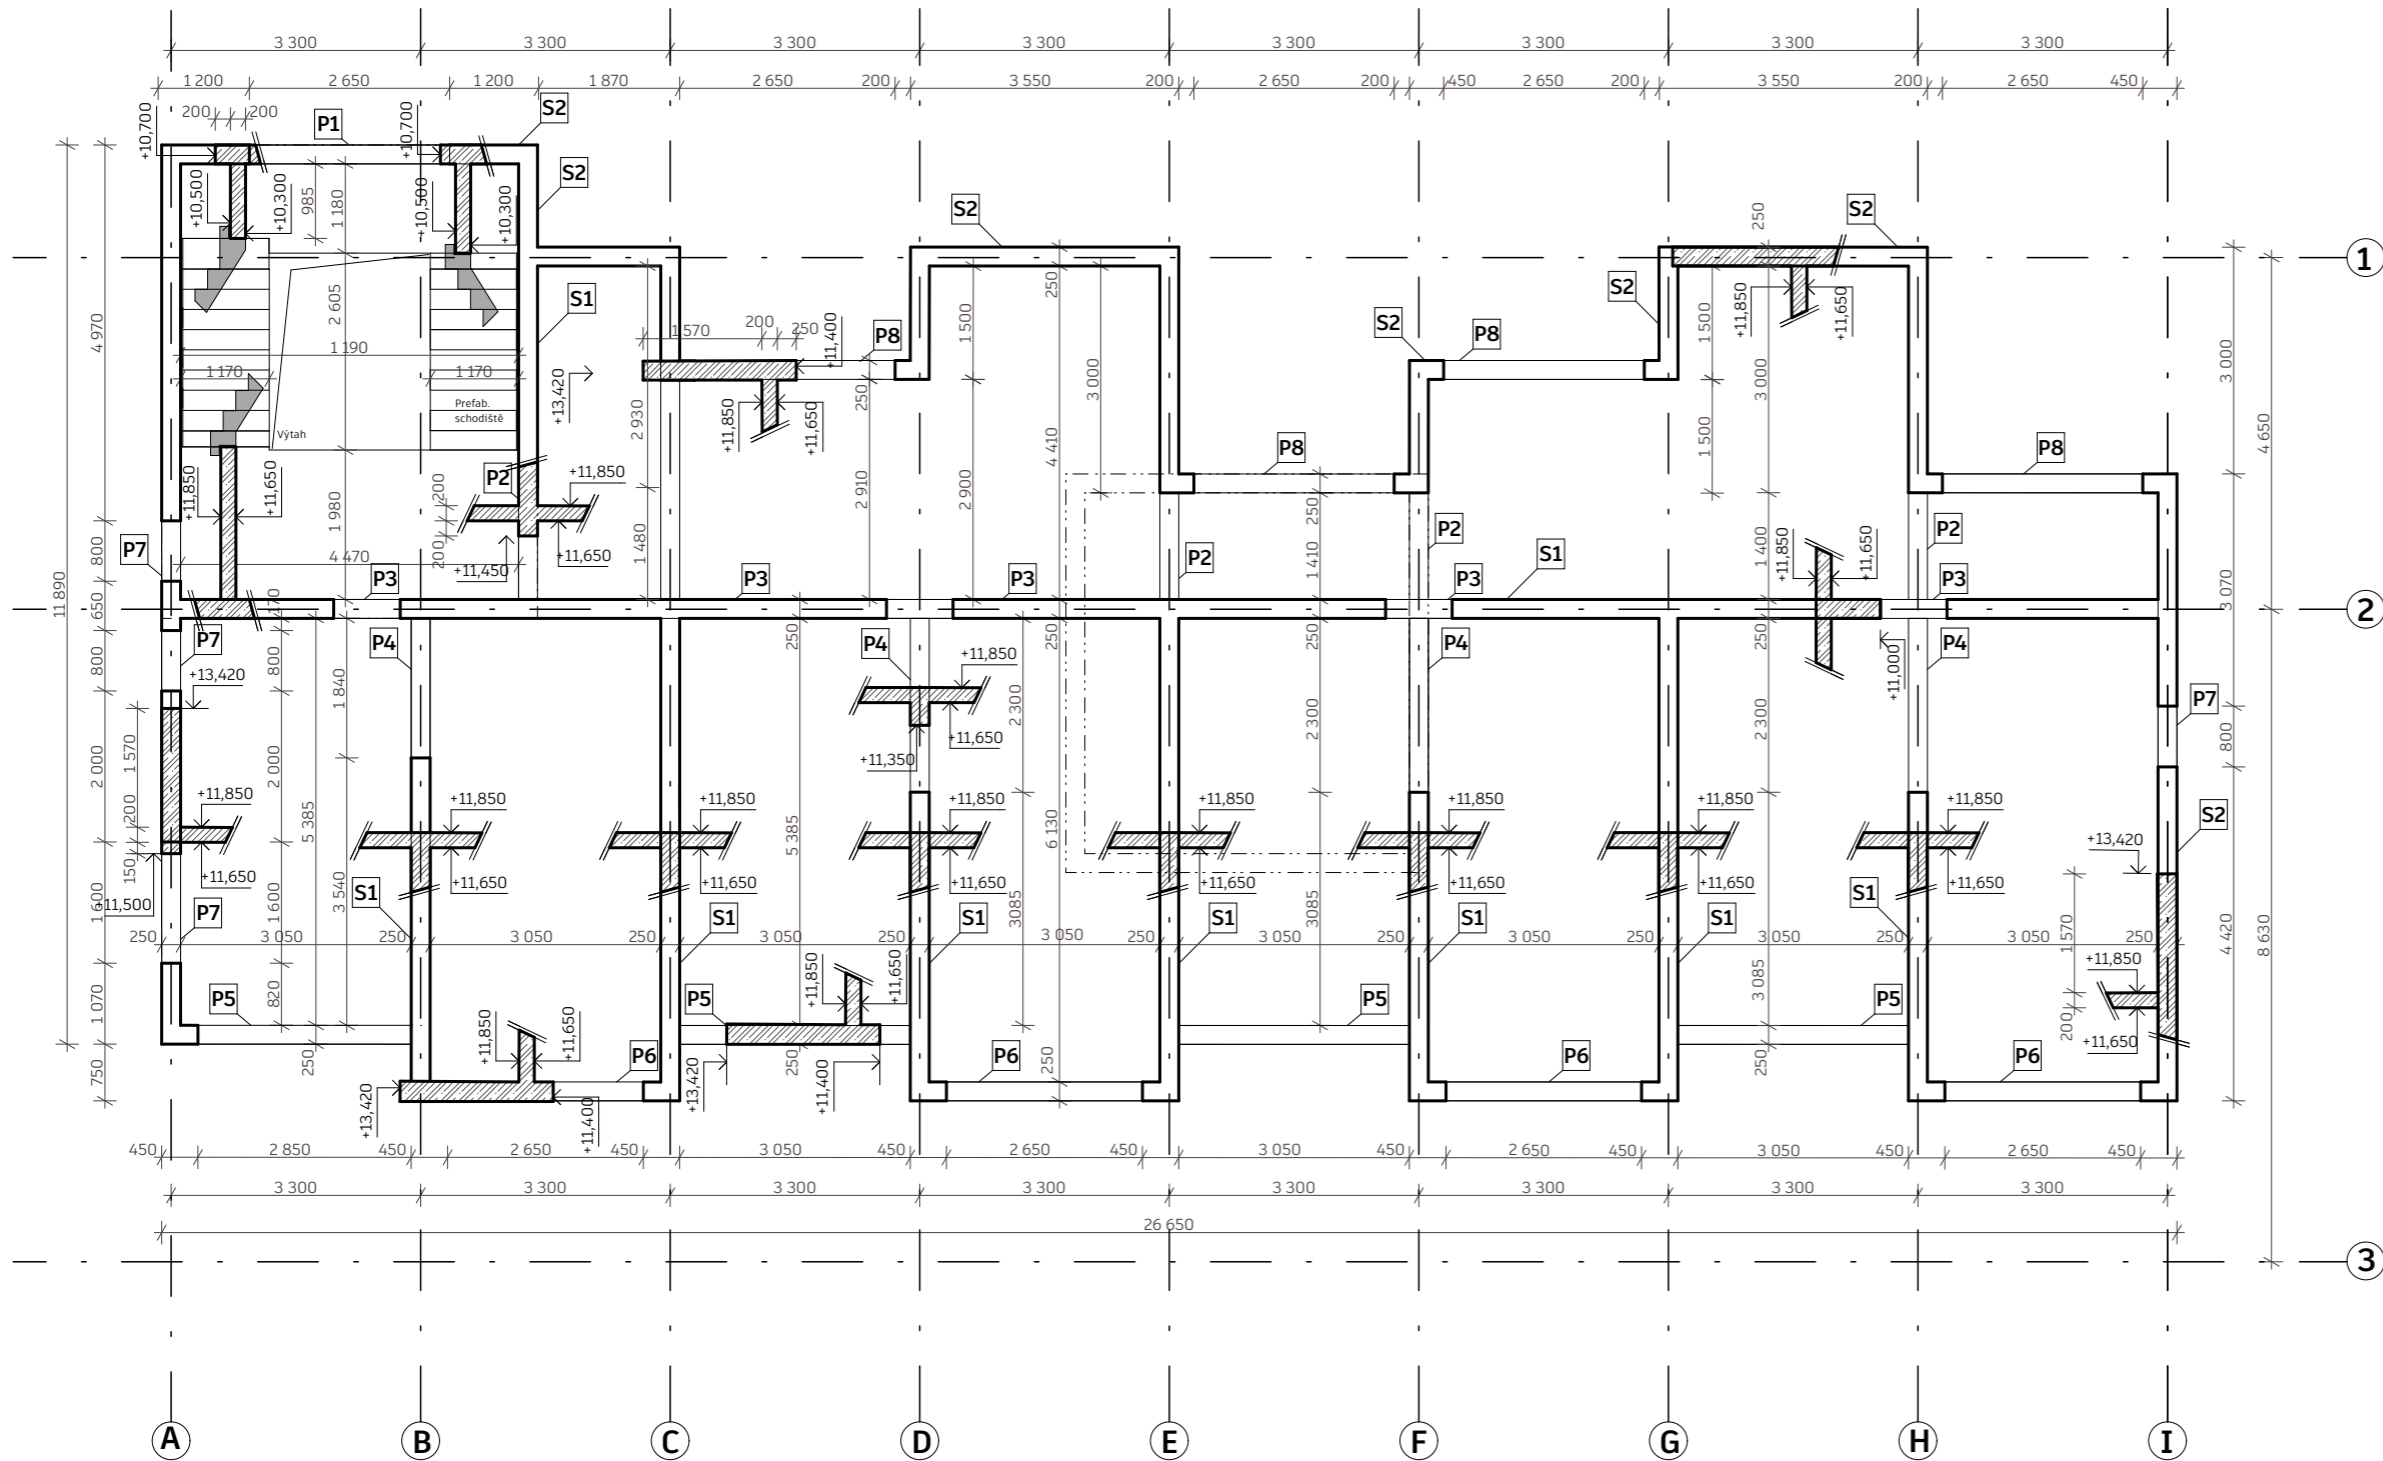 3 300 3 300 3 300 3 300 3 300 3 300 3 300 3 300
1 200 2 650 1 200 1 870 2 650 200 3 550 200 2 650 200 450 2 650 200 3 550 200 2 650 450
200 200
+10,700 P1 +10,700 S2
S2
+10,500 +10,300 985 1 180 +10,500 +10,300
S2 250 S2
1
4 970 2 605 S1 250 1 500 S2 +11,850 +11,650
1 570 200 250 +11,400 P8 S2 P8 1 500 3 000
1 190
1 170 1 170
+13,420 250 3 000 3 000 3 000 4 650
Prefab.
schodiště
Výtah
2 930 +11,850 +11,650 4 410 1 500
P8 P8
+11,850 +11,650 P2 +11,850
200 1 980 2 910 2 900 250
800 P7 4 470 200 +11,450 +11,650 1 480 P2 P2 1 410 1 400 +11,850 +11,650 P2
11 890 P3 P3 P3 P3 S1 P3 3 070
650 170
2
P7 P4 250 P4 250 250 P4 250 P4
800 800 1 840 +13,420 +11,850 +11,000
+11,650
+11,350
2 300 2 300 2 300
P7
800
2 000 1 570 2 000 5 385 5 385 6 130
200 +11,850 +11,850 +11,850 +11,850 +11,850 +11,850 +11,850 +11,850
S2
+13,420
150 +11,650 +11,650 +11,650 +11,650 +11,650 +11,650 +11,650 +11,650
1 600 +11,500 1 600 3 540 S1 S1 S1 S1 S1 S1 S1
P7 3085 3085 3 085
250 3 050 250 3 050 250 3 050 250 3 050 250 3 050 250 3 050 250 3 050 250 3 050 250
1 570 4 420 8 630
+11,850
200
+11,650
1 070 P5 820 P5 +11,850 +11,650 P5 P5
+11,850 +11,650
750 250 P6 250 P6 250 P6 250 P6
+13,420 +11,400 +13,420 +11,400
450 2 850 450 2 650 450 3 050 450 2 650 450 3 050 450 2 650 450 3 050 450 2 650 450
3 300 3 300 3 300 3 300 3 300 3 300 3 300 3 300
26 650
3
A B C D E F G H I